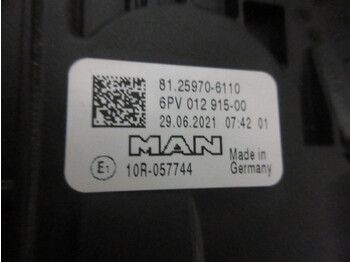 81.25970-6110
6PV 012 915-00
29.06.2021 07:42 01
MAN
Made in
Germany
E1
10R-057744